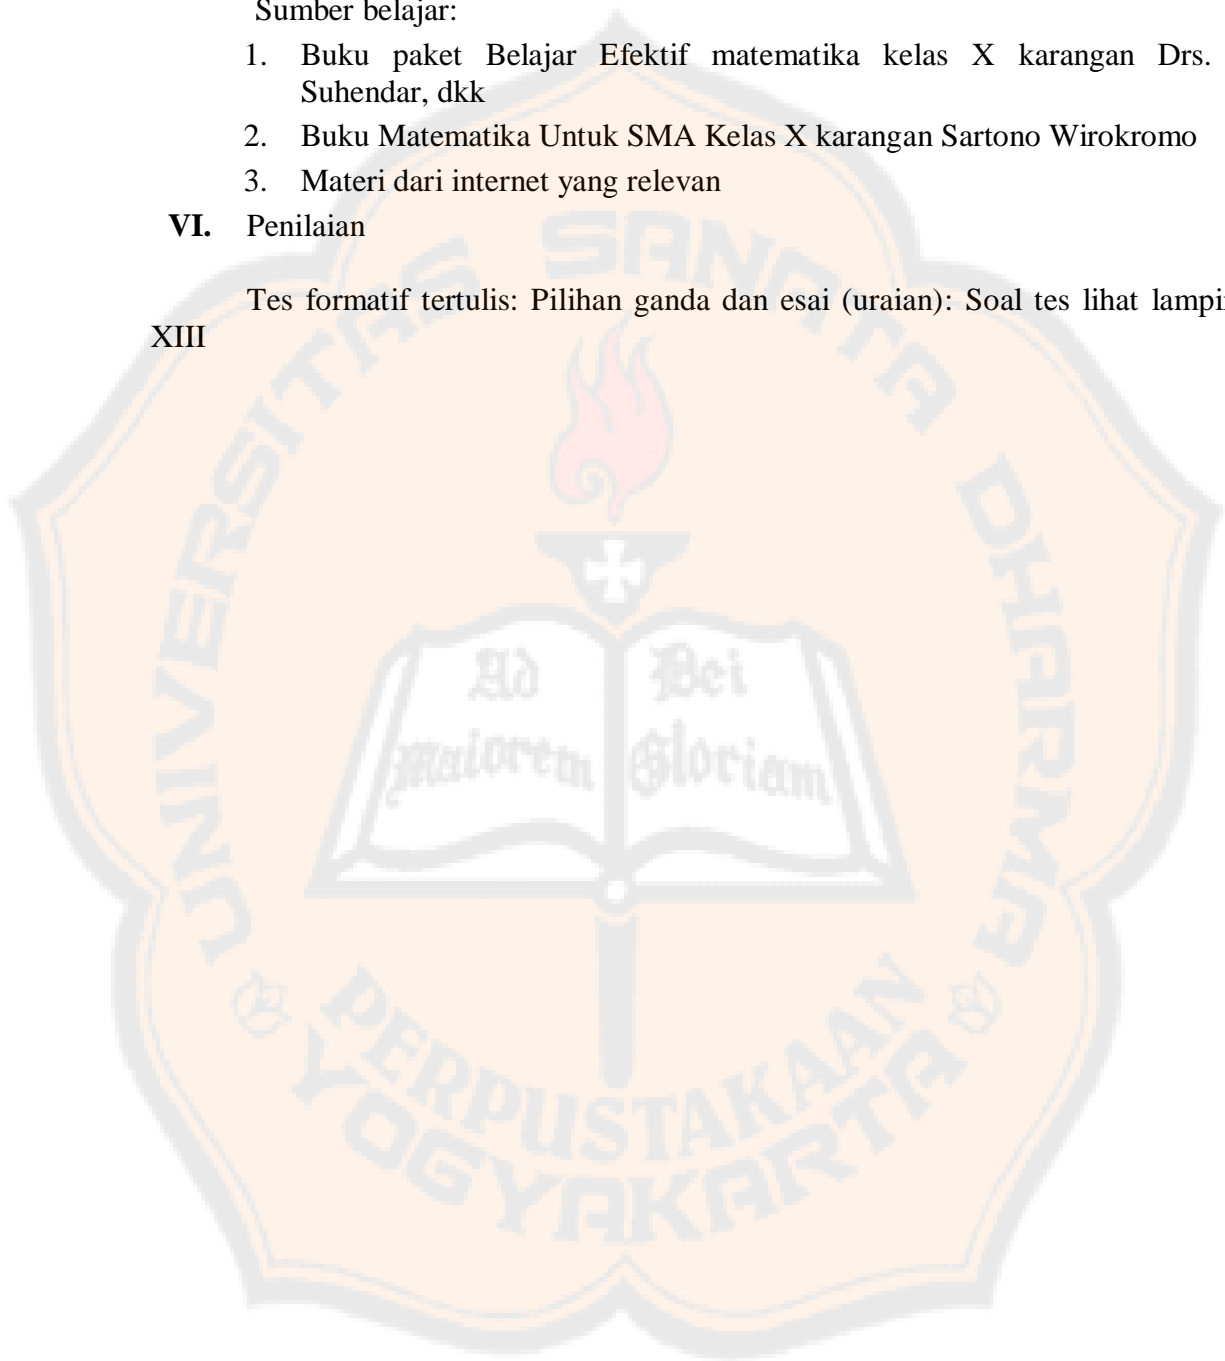 Sumber belajar:
1. Buku paket Belajar Efektif matematika kelas X karangan Drs.
Suhendar, dkk
2. Buku Matematika Untuk SMA Kelas X karangan Sartono Wirokromo
3. Materi dari internet yang relevan
VI. Penilaian
Tes formatif tertulis: Pilihan ganda dan esai (uraian): Soal tes lihat
XIII
UNIVERSITAS SANATA DHARMA
Ad Dei
maiorem Gloriam
PERPUSTAKAAN
YOGYAKARTA